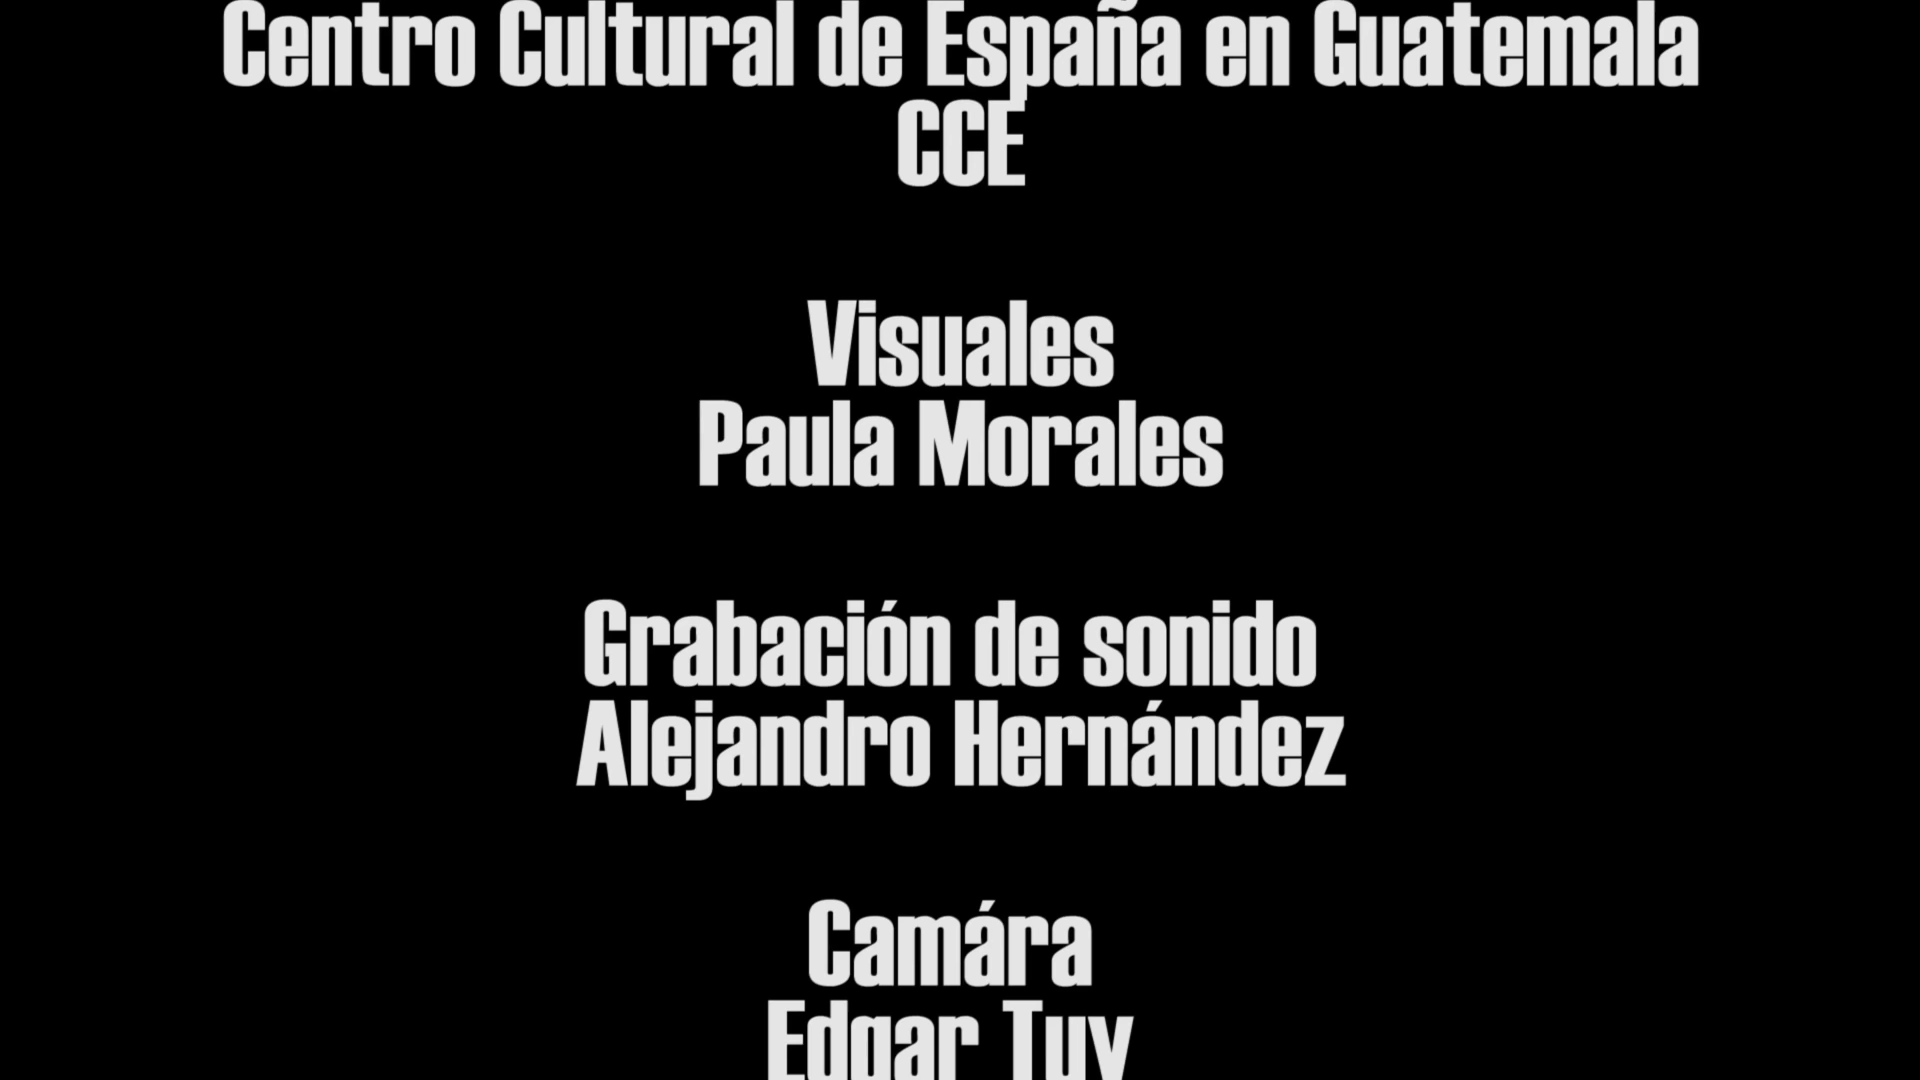 Centro Cultural de España en Guatemala
CCE
Visuales
Paula Morales
Grabación de sonido
Alejandro Hernández
Camára
Edgar Tuy